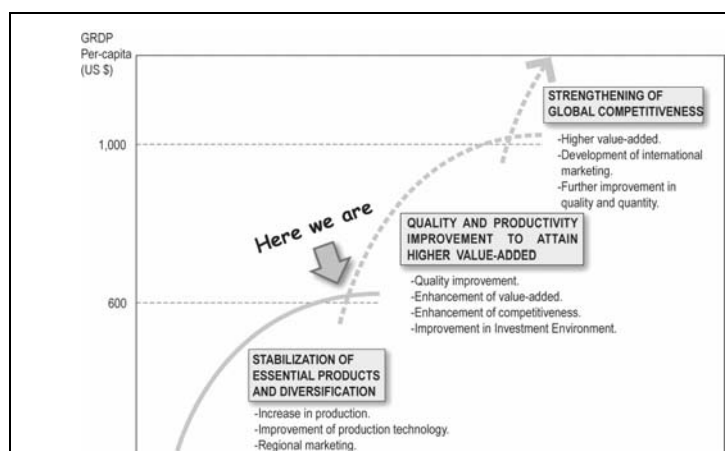 GRDP
Per-capita
(US $)
STRENGTHENING OF
GLOBAL COMPETITIVENESS
1,000
-Higher value-added.
-Development of international
marketing.
-Further improvement in
quality and quantity.
Here we are
QUALITY AND PRODUCTIVITY
IMPROVEMENT TO ATTAIN
HIGHER VALUE-ADDED
-Quality improvement.
-Enhancement of value-added.
-Enhancement of competitiveness.
-Improvement in Investment Environment.
600
STABILIZATION OF
ESSENTIAL PRODUCTS
AND DIVERSIFICATION
-Increase in production.
-Improvement of production technology.
-Regional marketing.